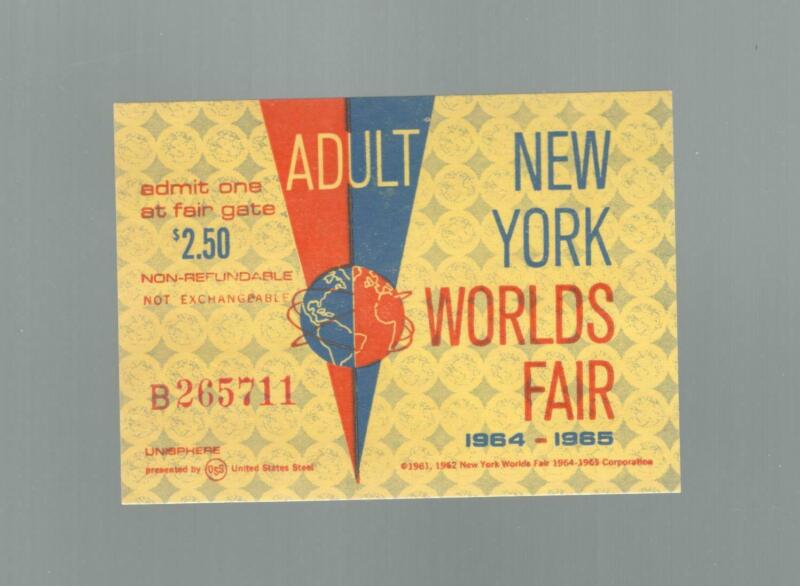 ADULT
admit one
at fair gate
$2.50
NON-REFUNDABLE
NOT EXCHANGEABLE
B265711
UNISPHERE
presented by USS United States Steel
NEW
YORK
WORLDS
FAIR
1964 - 1965
©1961, 1962 New York Worlds Fair 1964-1965 Corporation